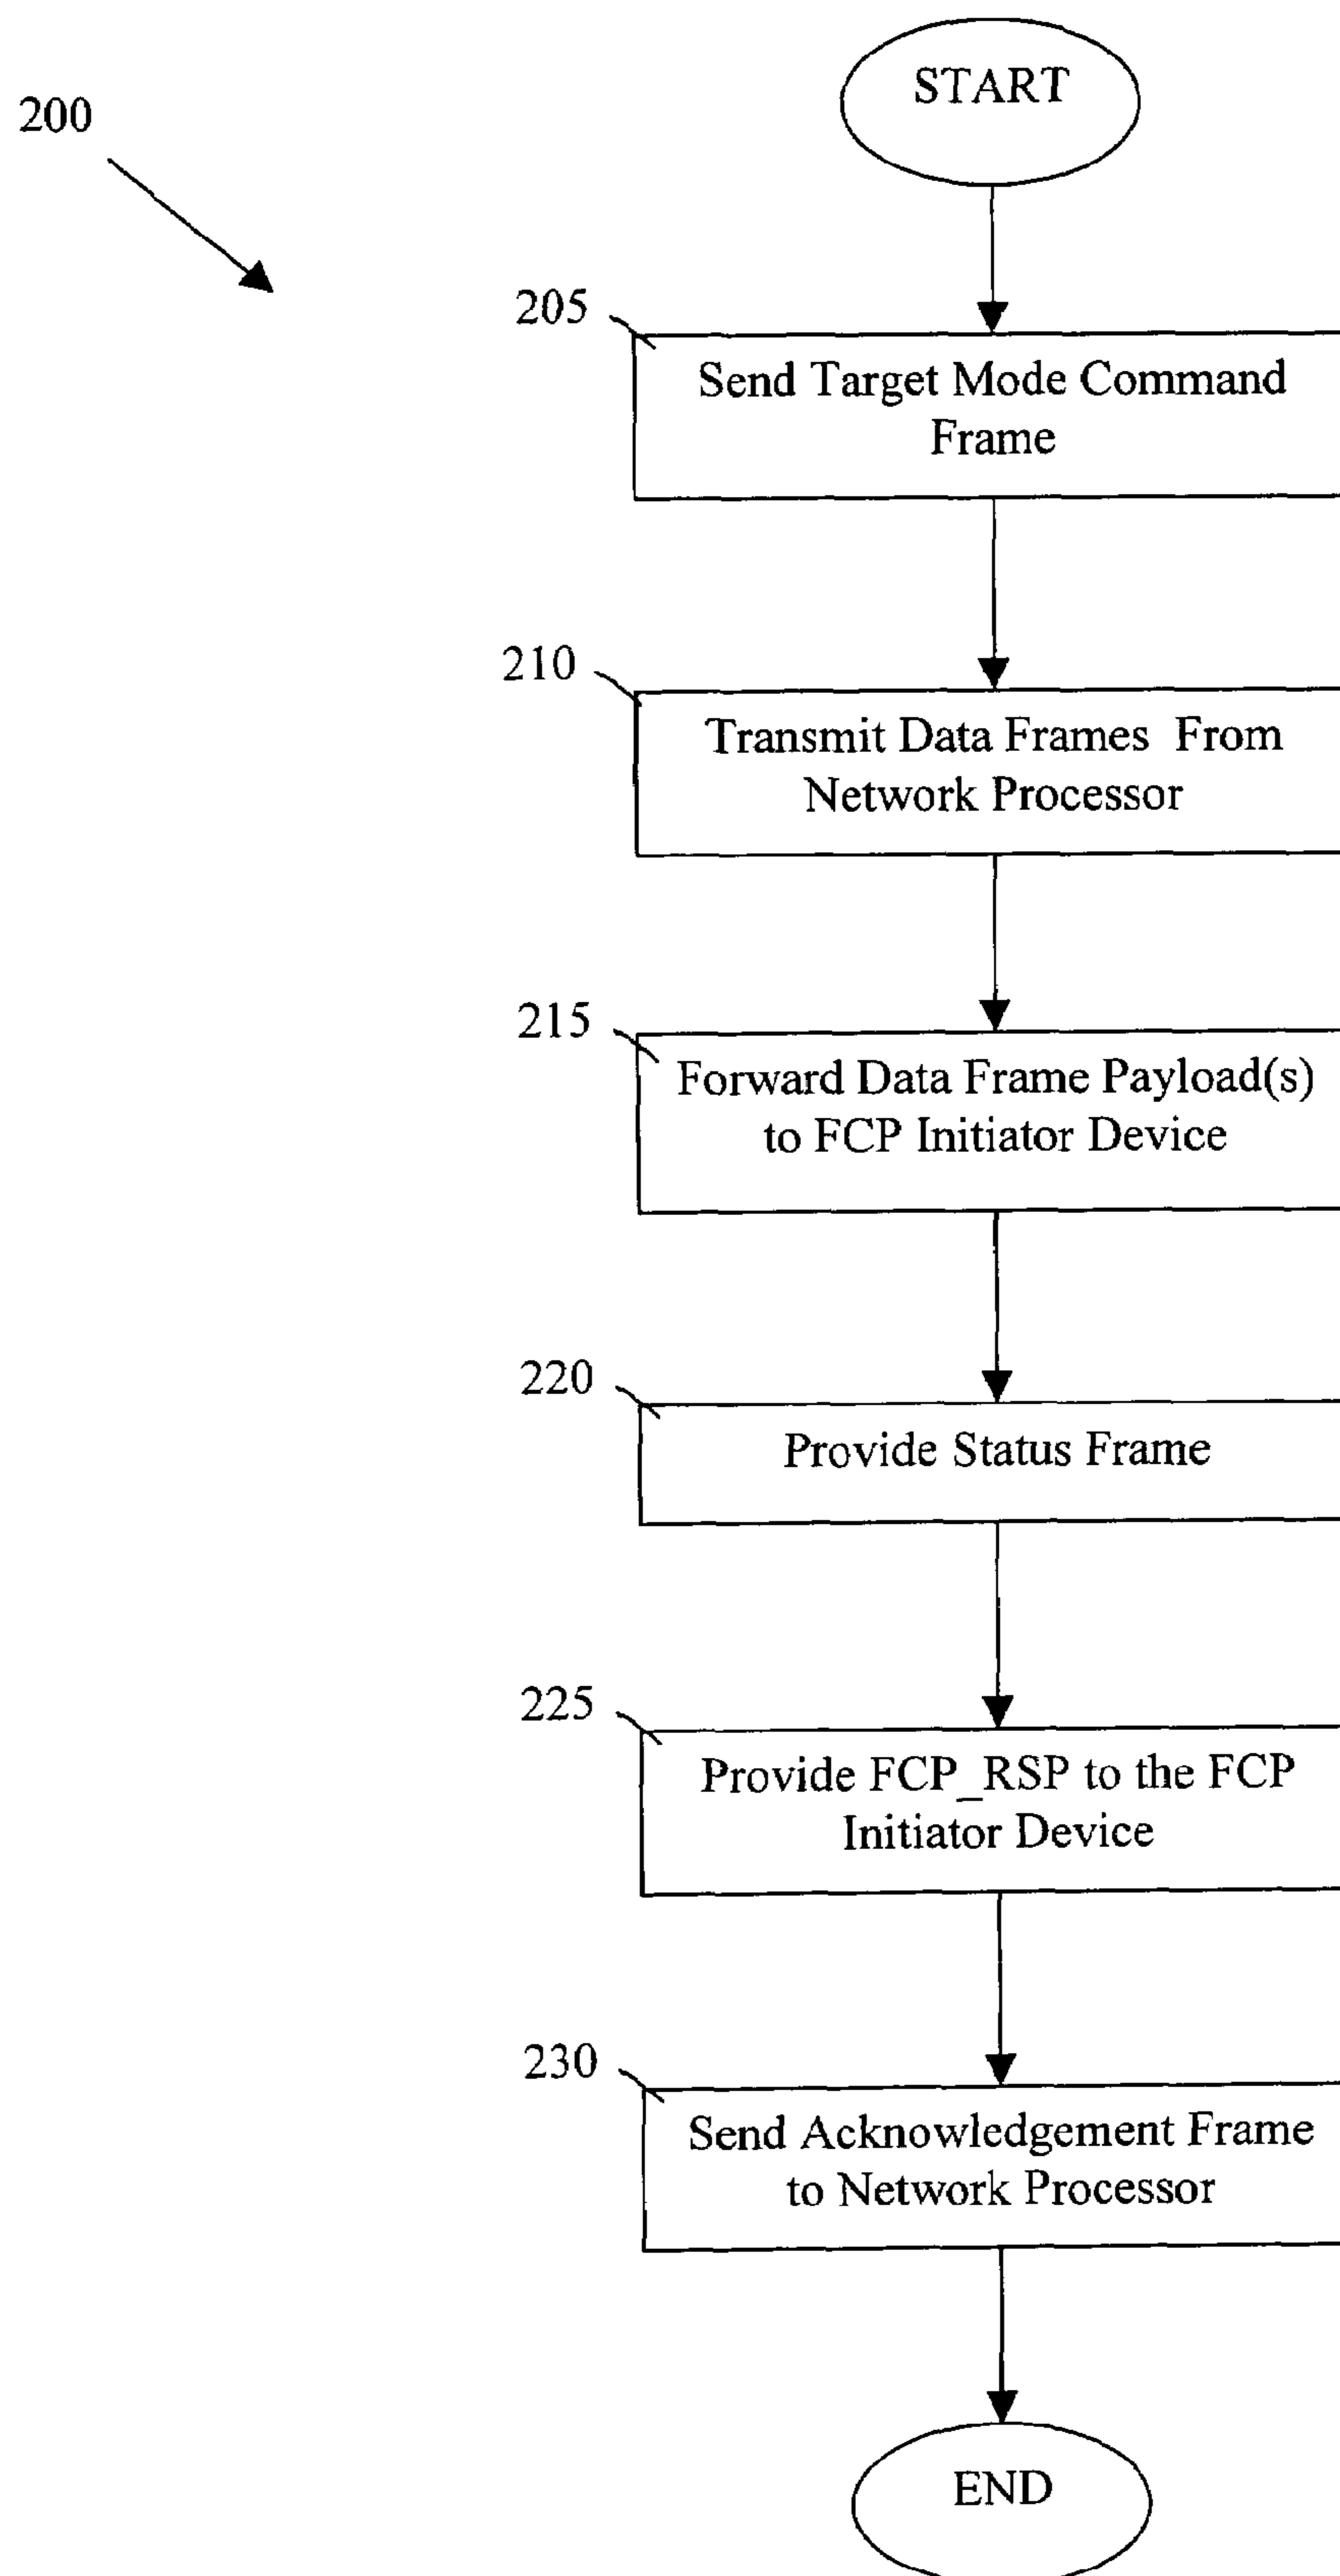 START
200
205
Send Target Mode Command
Frame
210
Transmit Data Frames From
Network Processor
215
Forward Data Frame Payload(s)
to FCP Initiator Device
220
Provide Status Frame
225
Provide FCP_RSP to the FCP
Initiator Device
230
Send Acknowledgement Frame
to Network Processor
END